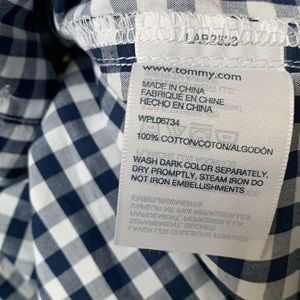 www.tommy.com
MADE IN CHINA
FABRIQUÉ EN CHINE
HECHO EN CHINA
WPL06734
100% COTTON/COTON/ALGODÓN
WASH DARK COLOR SEPARATELY,
DRY PROMPTLY, STEAM IRON DO
NOT IRON EMBELLISHMENTS